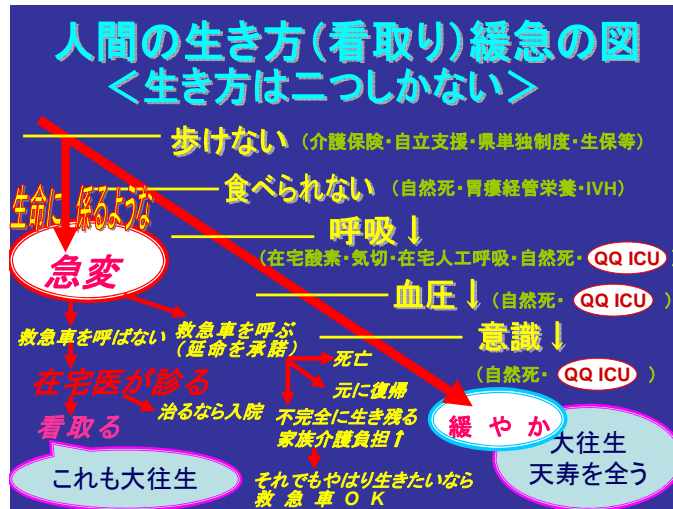 人間の生き方（看取り）緩急の図
＜生き方は二つしかない＞
歩けない（介護保険・自立支援・県単独制度・生保等）
食べられない（自然死・胃瘻経管栄養・IVH）
生命に係るような
急変
呼吸↓
（在宅酸素・気切・在宅人工呼吸・自然死・QQ ICU）
血圧↓（自然死・QQ ICU）
意識↓
（自然死・QQ ICU）
救急車を呼ばない
救急車を呼ぶ
（延命を承諾）
死亡
在宅医が診る
元に復帰
治るなら入院
不完全に生き残る
家族介護負担↑
看取る
緩やか
大往生
天寿を全う
これも大往生
それでもやはり生きたいなら
救急車ＯＫ